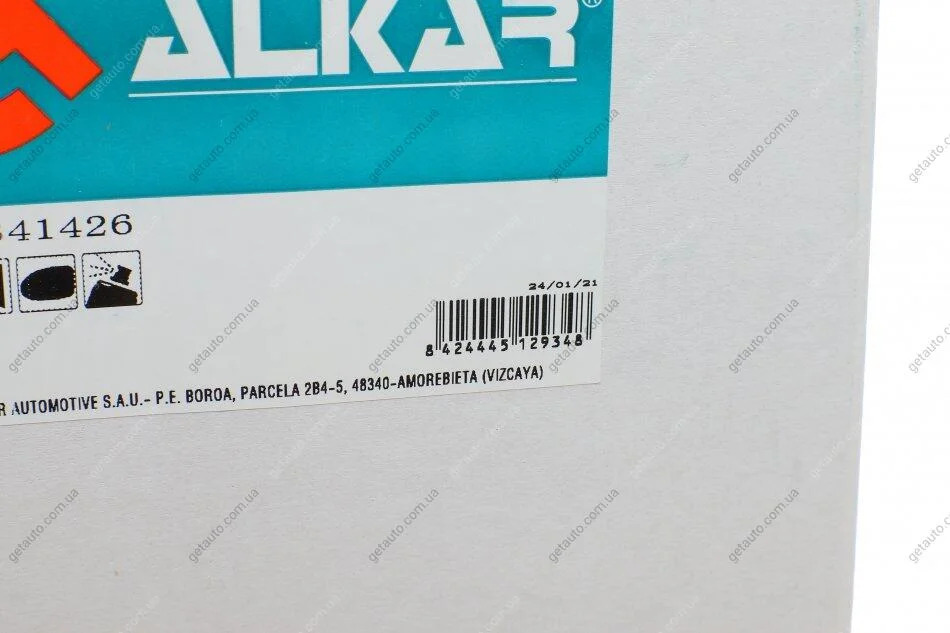 ALKAR®
41426
24/01/21
8 424445 129348
R AUTOMOTIVE S.A.U.- P.E. BOROA, PARCELA 2B4-5, 48340-AMOREBIETA (VIZCAYA)
getauto.com.ua